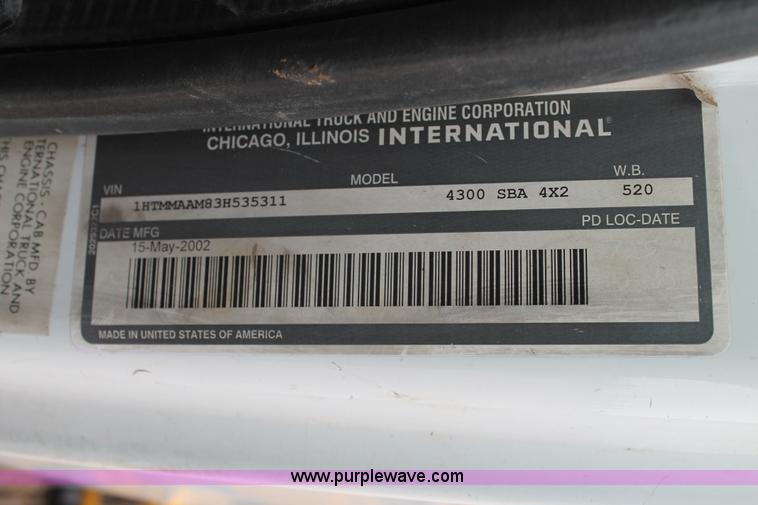 INTERNATIONAL TRUCK AND ENGINE CORPORATION
CHICAGO, ILLINOIS INTERNATIONAL
VIN MODEL W.B.
1HTMMAAM83H535311 4300 SBA 4X2 520
DATE MFG PD LOC-DATE
15-May-2002
MADE IN UNITED STATES OF AMERICA
CHASSIS - CAB MFD. BY
TERNATIONAL TRUCK AND
ENGINE CORPORATION
www.purplewave.com